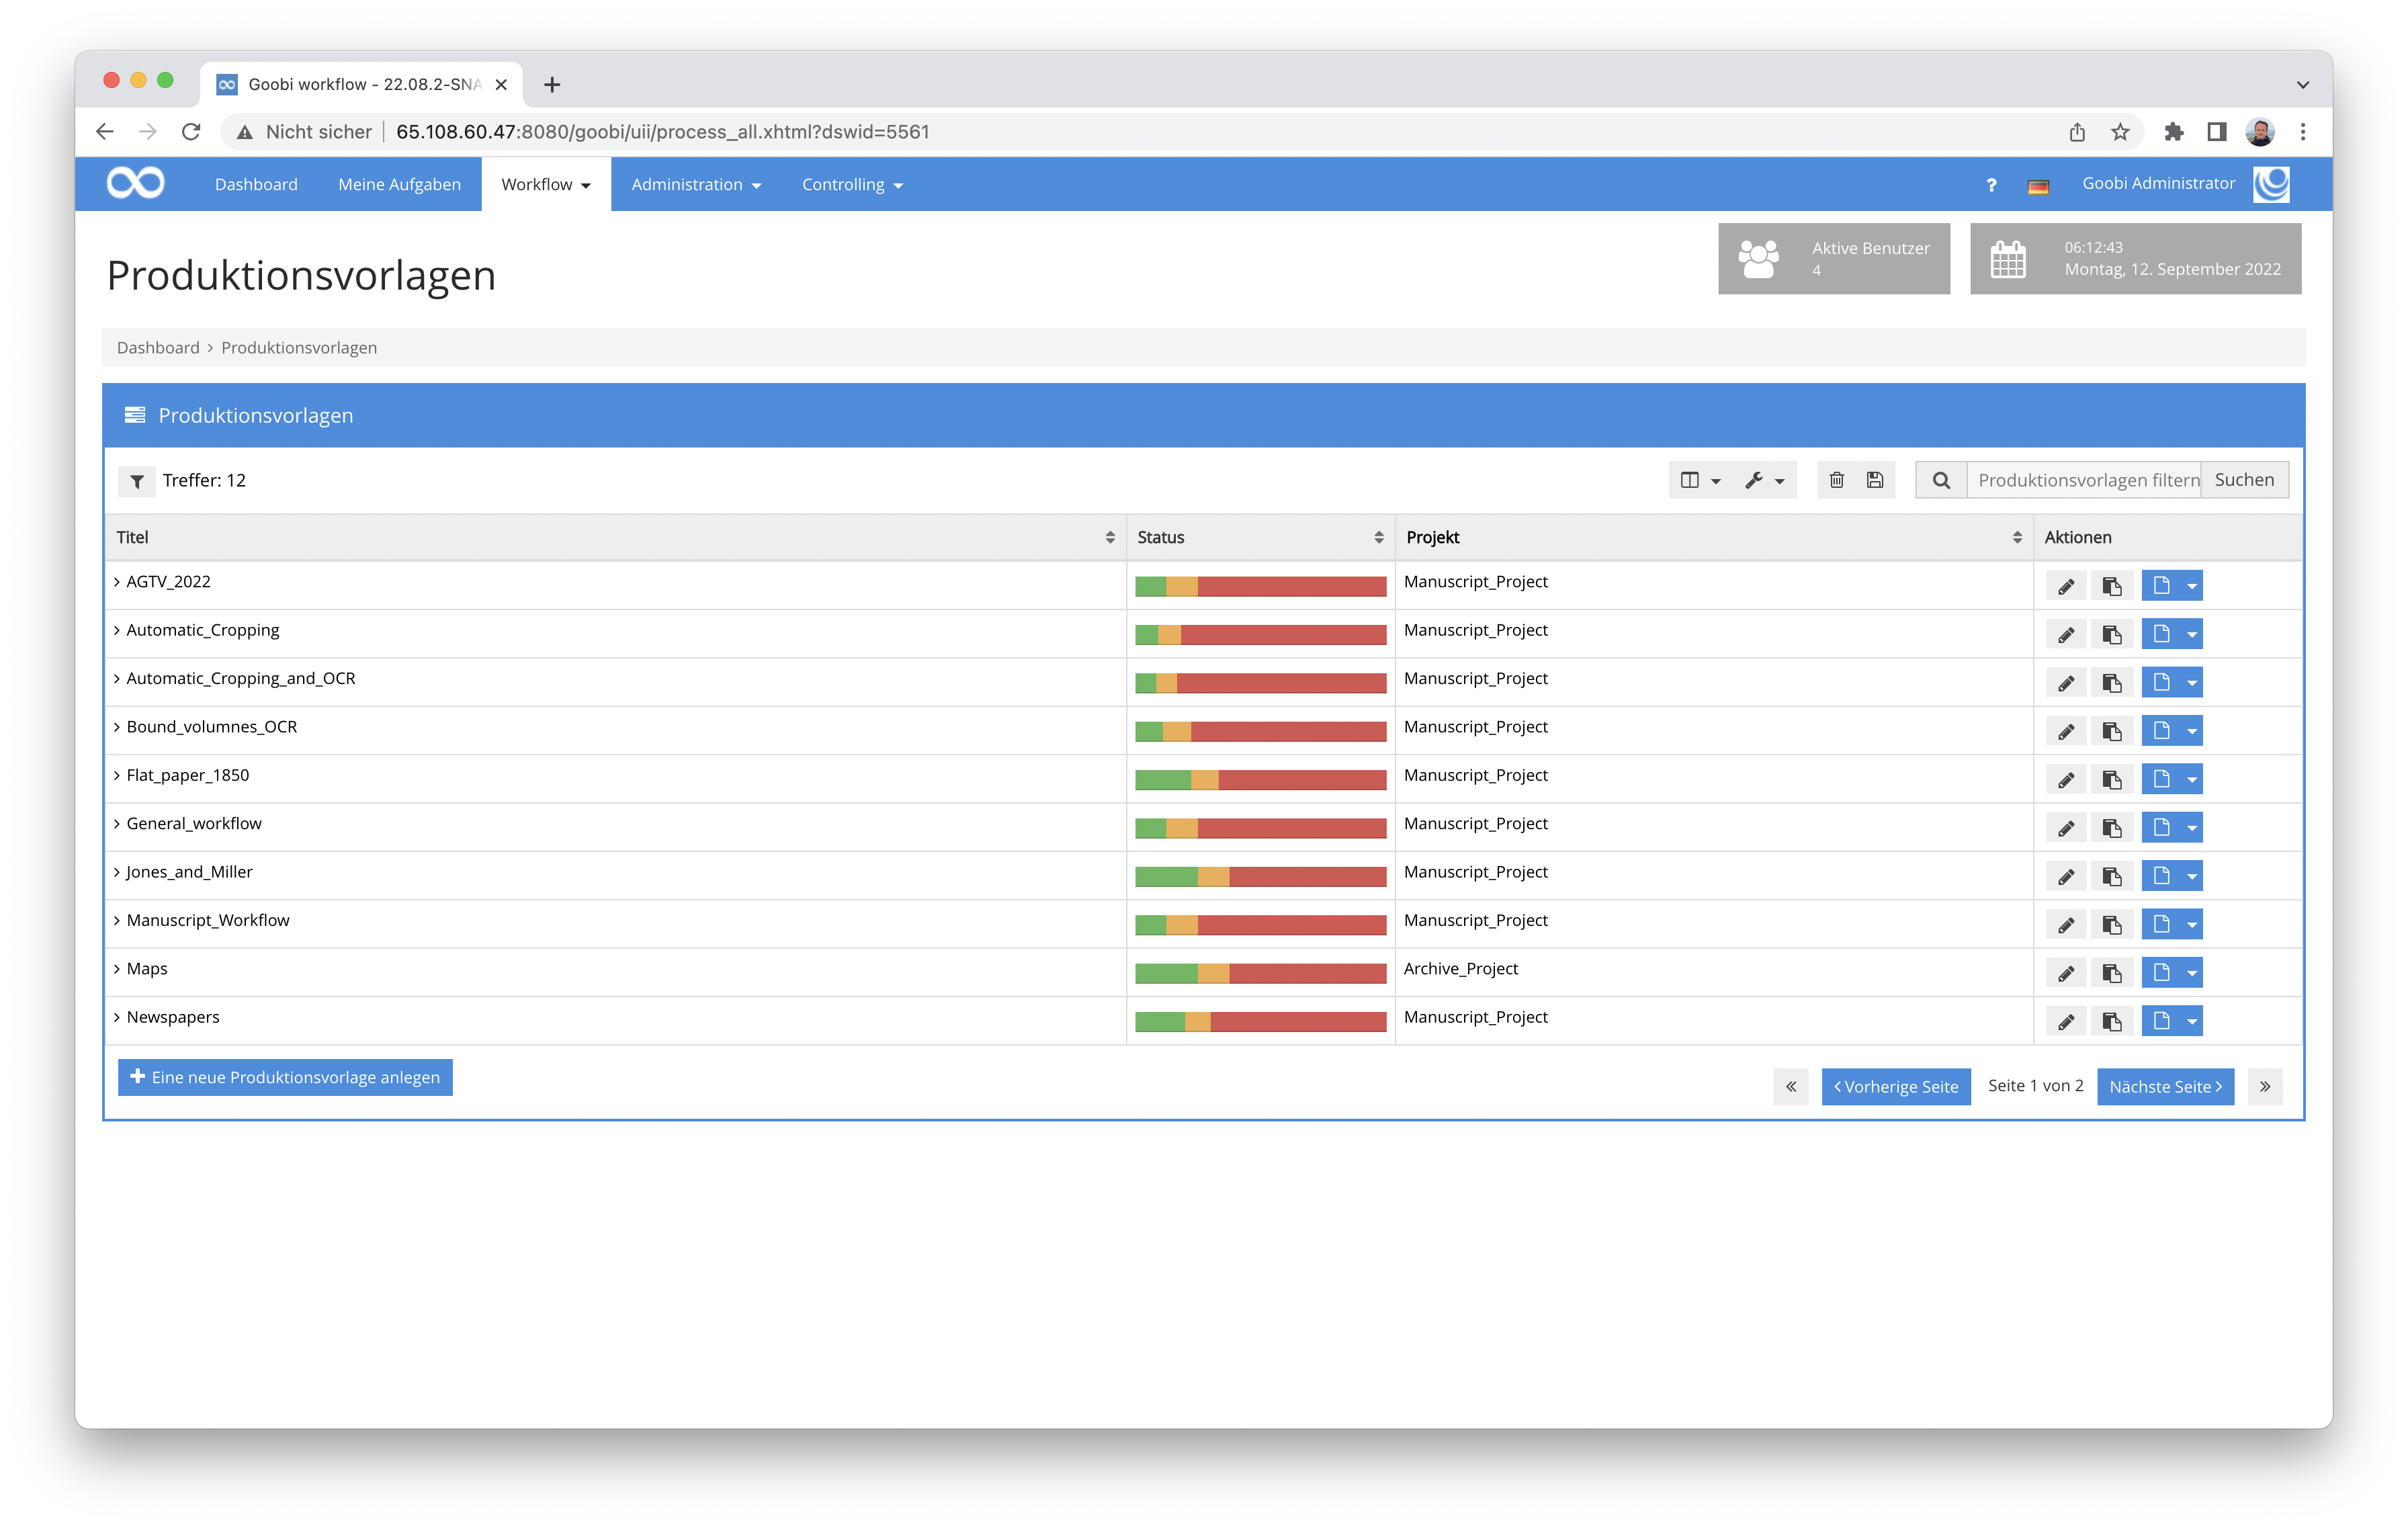 Goobi workflow - 22.08.2-SNA
Nicht sicher 65.108.60.47:8080/goobi/uii/process_all.xhtml?dswid=5561
Dashboard Meine Aufgaben Workflow Administration Controlling ? Goobi Administrator
Produktionsvorlagen
Aktive Benutzer
4
06:12:43
Montag, 12. September 2022
Dashboard > Produktionsvorlagen
Produktionsvorlagen
Treffer: 12 Produktionsvorlagen filtern Suchen
Titel Status Projekt Aktionen
AGTV_2022 Manuscript_Project
Automatic_Cropping Manuscript_Project
Automatic_Cropping_and_OCR Manuscript_Project
Bound_volumnes_OCR Manuscript_Project
Flat_paper_1850 Manuscript_Project
General_workflow Manuscript_Project
Jones_and_Miller Manuscript_Project
Manuscript_Workflow Manuscript_Project
Maps Archive_Project
Newspapers Manuscript_Project
Eine neue Produktionsvorlage anlegen « < Vorherige Seite Seite 1 von 2 Nächste Seite > »